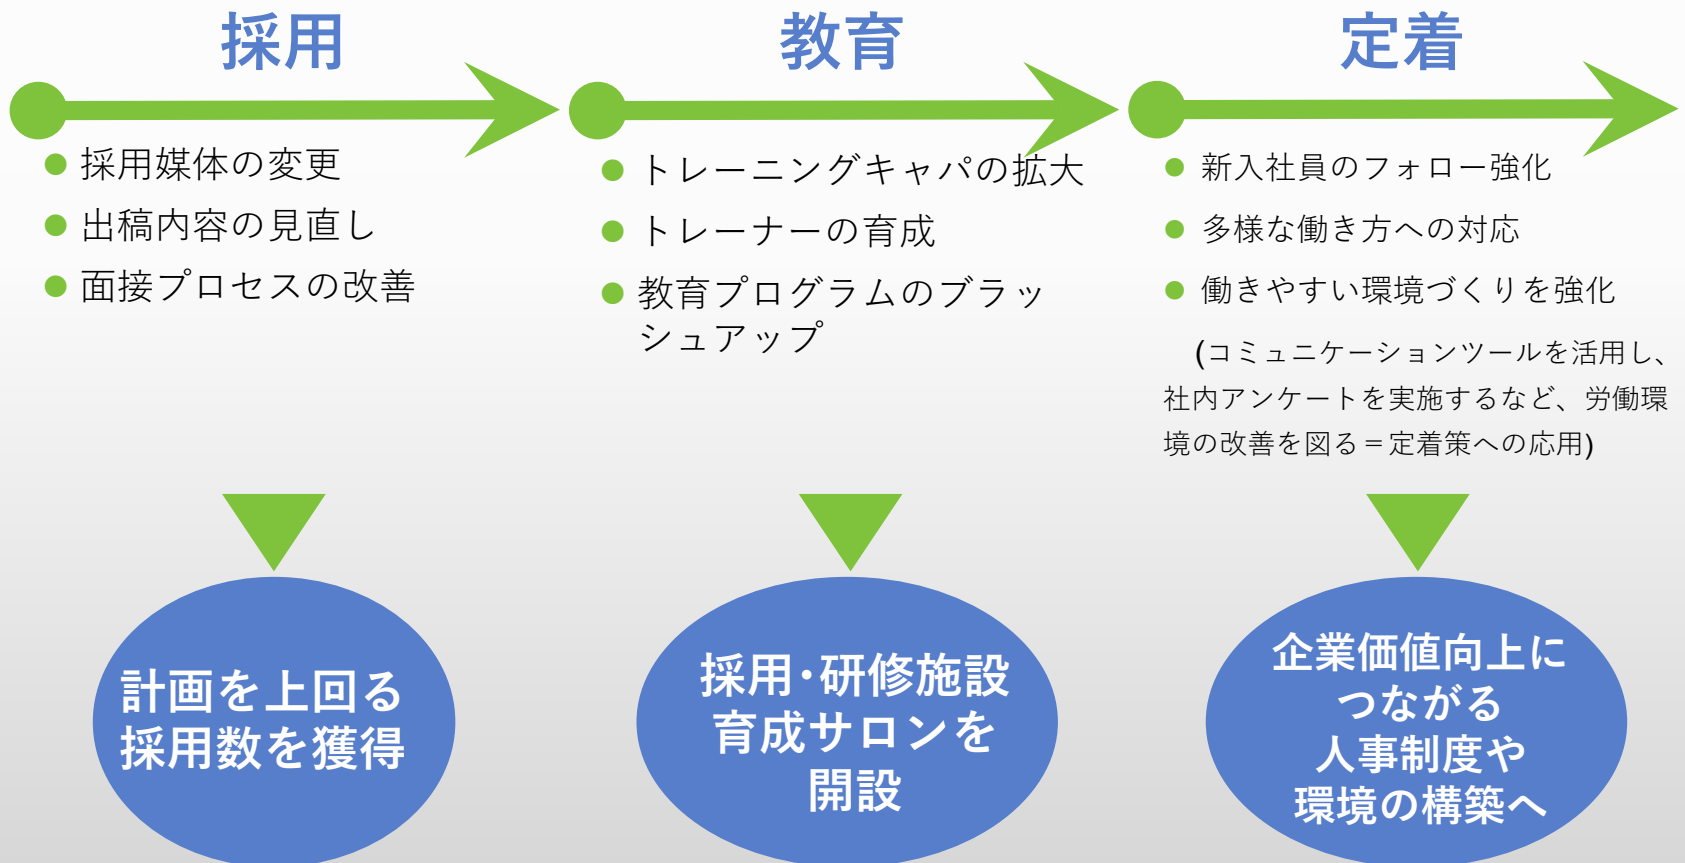 採用
教育
定着
採用媒体の変更
出稿内容の見直し
面接プロセスの改善
トレーニングキャパの拡大
トレーナーの育成
教育プログラムのブラッ
シュアップ
新入社員のフォロー強化
多様な働き方への対応
働きやすい環境づくりを強化
(コミュニケーションツールを活用し、
社内アンケートを実施するなど、労働環
境の改善を図る＝定着策への応用)
計画を上回る
採用数を獲得
採用・研修施設
育成サロンを
開設
企業価値向上に
つながる
人事制度や
環境の構築へ